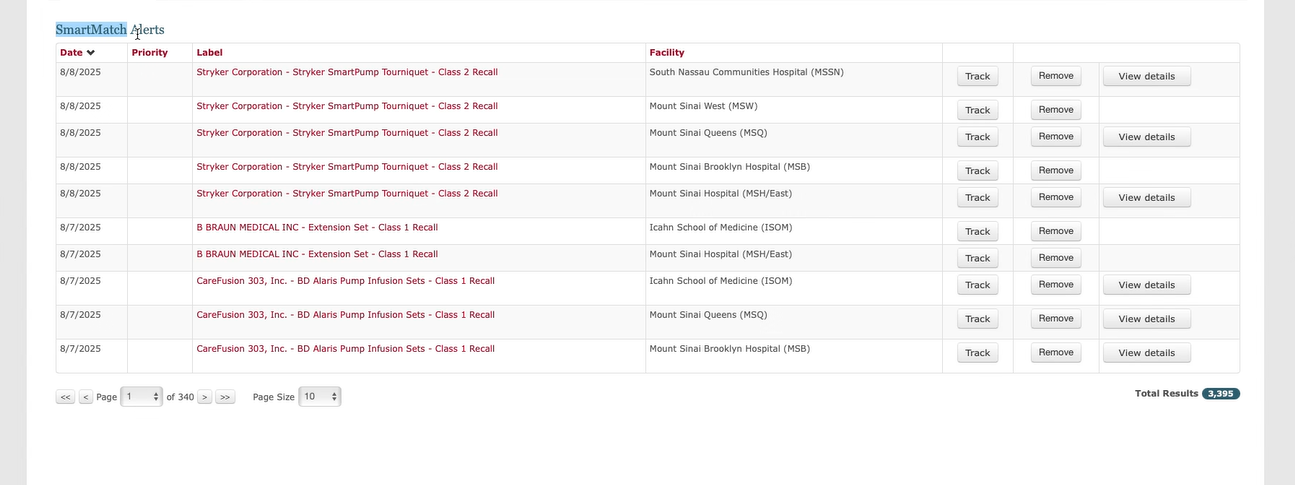 SmartMatch Alerts
Date Priority Label Facility
8/8/2025 Stryker Corporation - Stryker SmartPump Tourniquet - Class 2 Recall South Nassau Communities Hospital (MSSN) Track Remove View details
8/8/2025 Stryker Corporation - Stryker SmartPump Tourniquet - Class 2 Recall Mount Sinai West (MSW) Track Remove
8/8/2025 Stryker Corporation - Stryker SmartPump Tourniquet - Class 2 Recall Mount Sinai Queens (MSQ) Track Remove View details
8/8/2025 Stryker Corporation - Stryker SmartPump Tourniquet - Class 2 Recall Mount Sinai Brooklyn Hospital (MSB) Track Remove
8/8/2025 Stryker Corporation - Stryker SmartPump Tourniquet - Class 2 Recall Mount Sinai Hospital (MSH/East) Track Remove View details
8/7/2025 B BRAUN MEDICAL INC - Extension Set - Class 1 Recall Icahn School of Medicine (ISOM) Track Remove
8/7/2025 B BRAUN MEDICAL INC - Extension Set - Class 1 Recall Mount Sinai Hospital (MSH/East) Track Remove
8/7/2025 CareFusion 303, Inc. - BD Alaris Pump Infusion Sets - Class 1 Recall Icahn School of Medicine (ISOM) Track Remove View details
8/7/2025 CareFusion 303, Inc. - BD Alaris Pump Infusion Sets - Class 1 Recall Mount Sinai Queens (MSQ) Track Remove View details
8/7/2025 CareFusion 303, Inc. - BD Alaris Pump Infusion Sets - Class 1 Recall Mount Sinai Brooklyn Hospital (MSB) Track Remove View details
<< < Page 1 of 340 > >> Page Size 10 Total Results 3,395